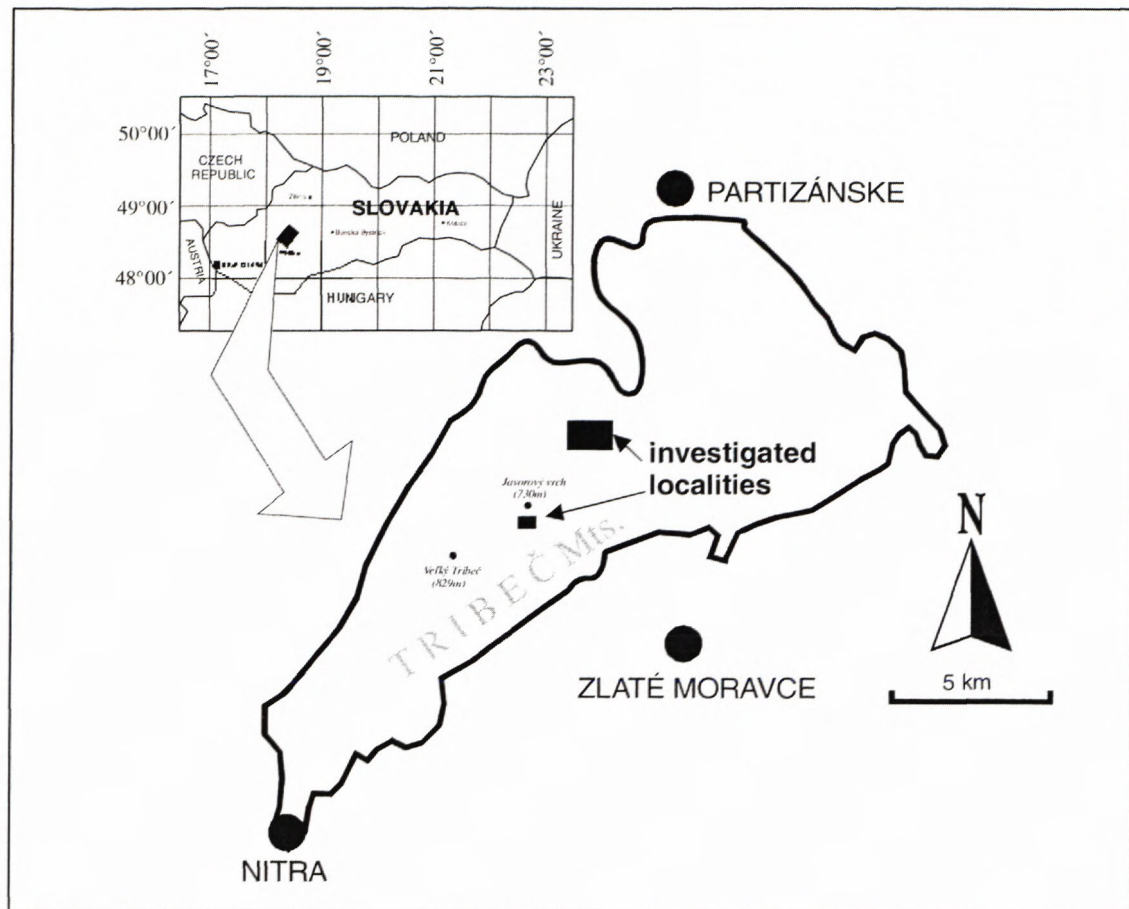 17°00´
19°00´
21°00´
23°00´
50°00´
49°00´
48°00´
POLAND
CZECH
REPUBLIC
SLOVAKIA
UKRAINE
AUSTRIA
HUNGARY
PARTIZÁNSKE
investigated
localities
Javorový vrch
(730m)
Veľký Tribeč
(829m)
TRIBEČ Mts.
N
ZLATÉ MORAVCE
5 km
NITRA